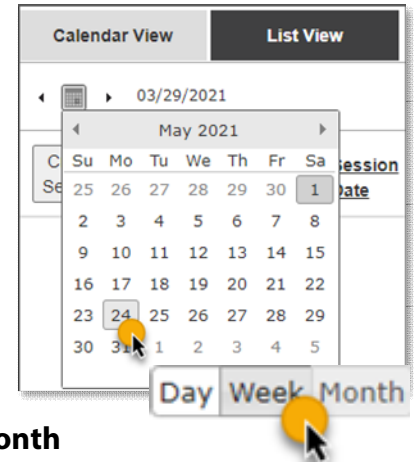 Calendar View List View
03/29/2021
May 2021
C Su Mo Tu We Th Fr Sa ession
Se 25 26 27 28 29 30 1 Date
2 3 4 5 6 7 8
9 10 11 12 13 14 15
16 17 18 19 20 21 22
23 24 25 26 27 28 29
30 31 1 2 3 4 5
Day Week Month
onth